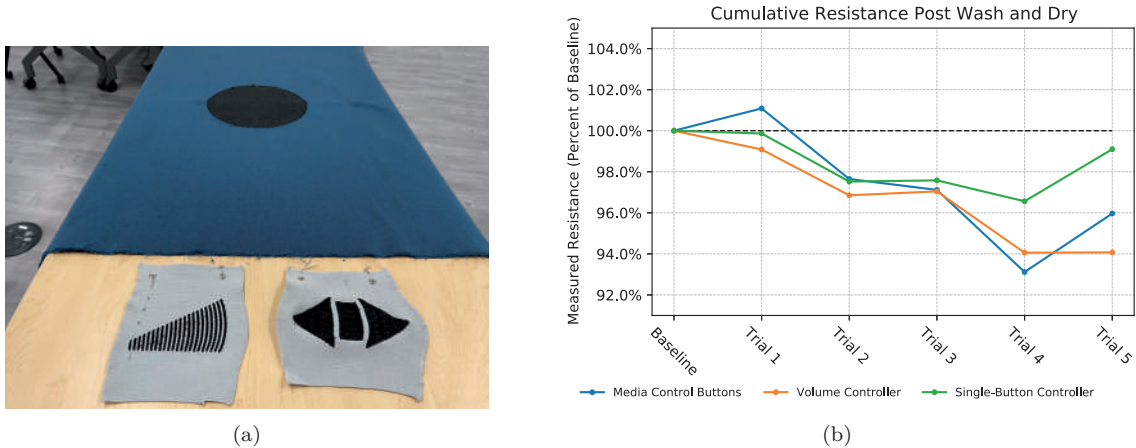 Cumulative Resistance Post Wash and Dry
Measured Resistance (Percent of Baseline)
104.0%
102.0%
100.0%
98.0%
96.0%
94.0%
92.0%
Baseline
Trial 1
Trial 2
Trial 3
Trial 4
Trial 5
Media Control Buttons
Volume Controller
Single-Button Controller
(a)
(b)